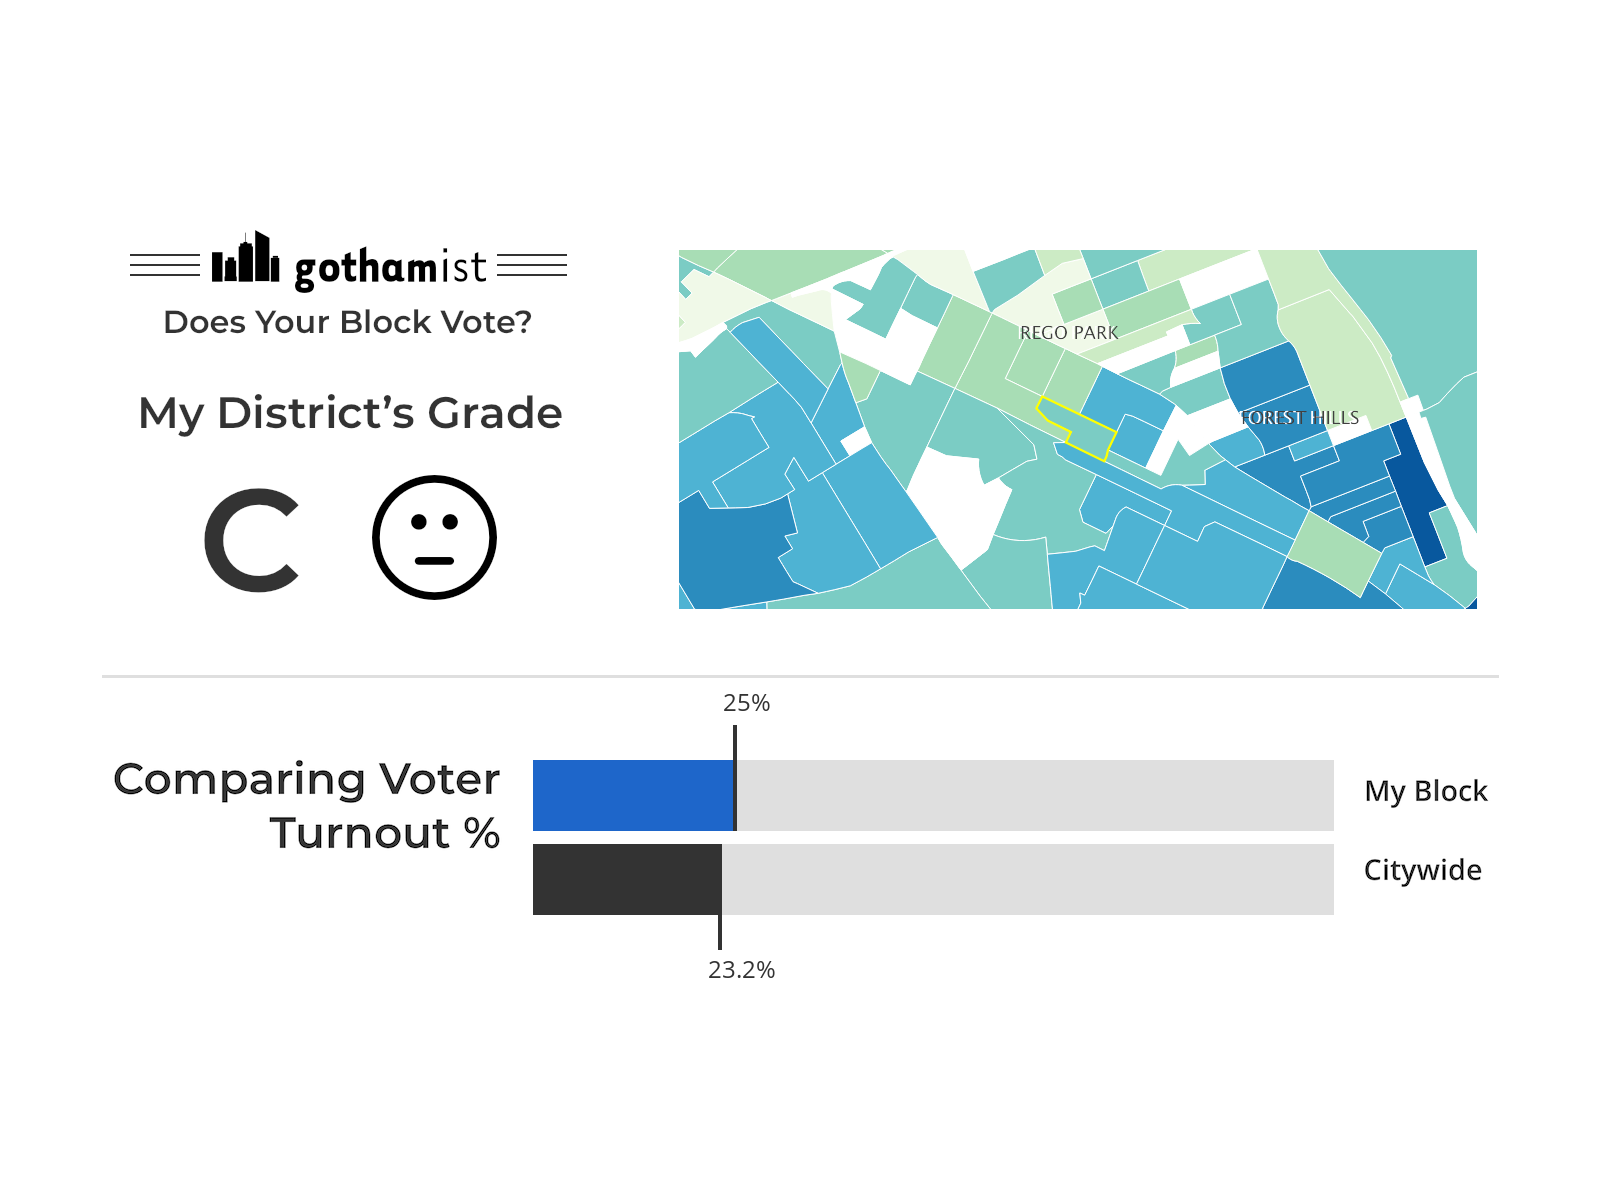 gothamist
Does Your Block Vote?
My District’s Grade
C
REGO PARK
FOREST HILLS
25%
Comparing Voter
Turnout %
My Block
Citywide
23.2%